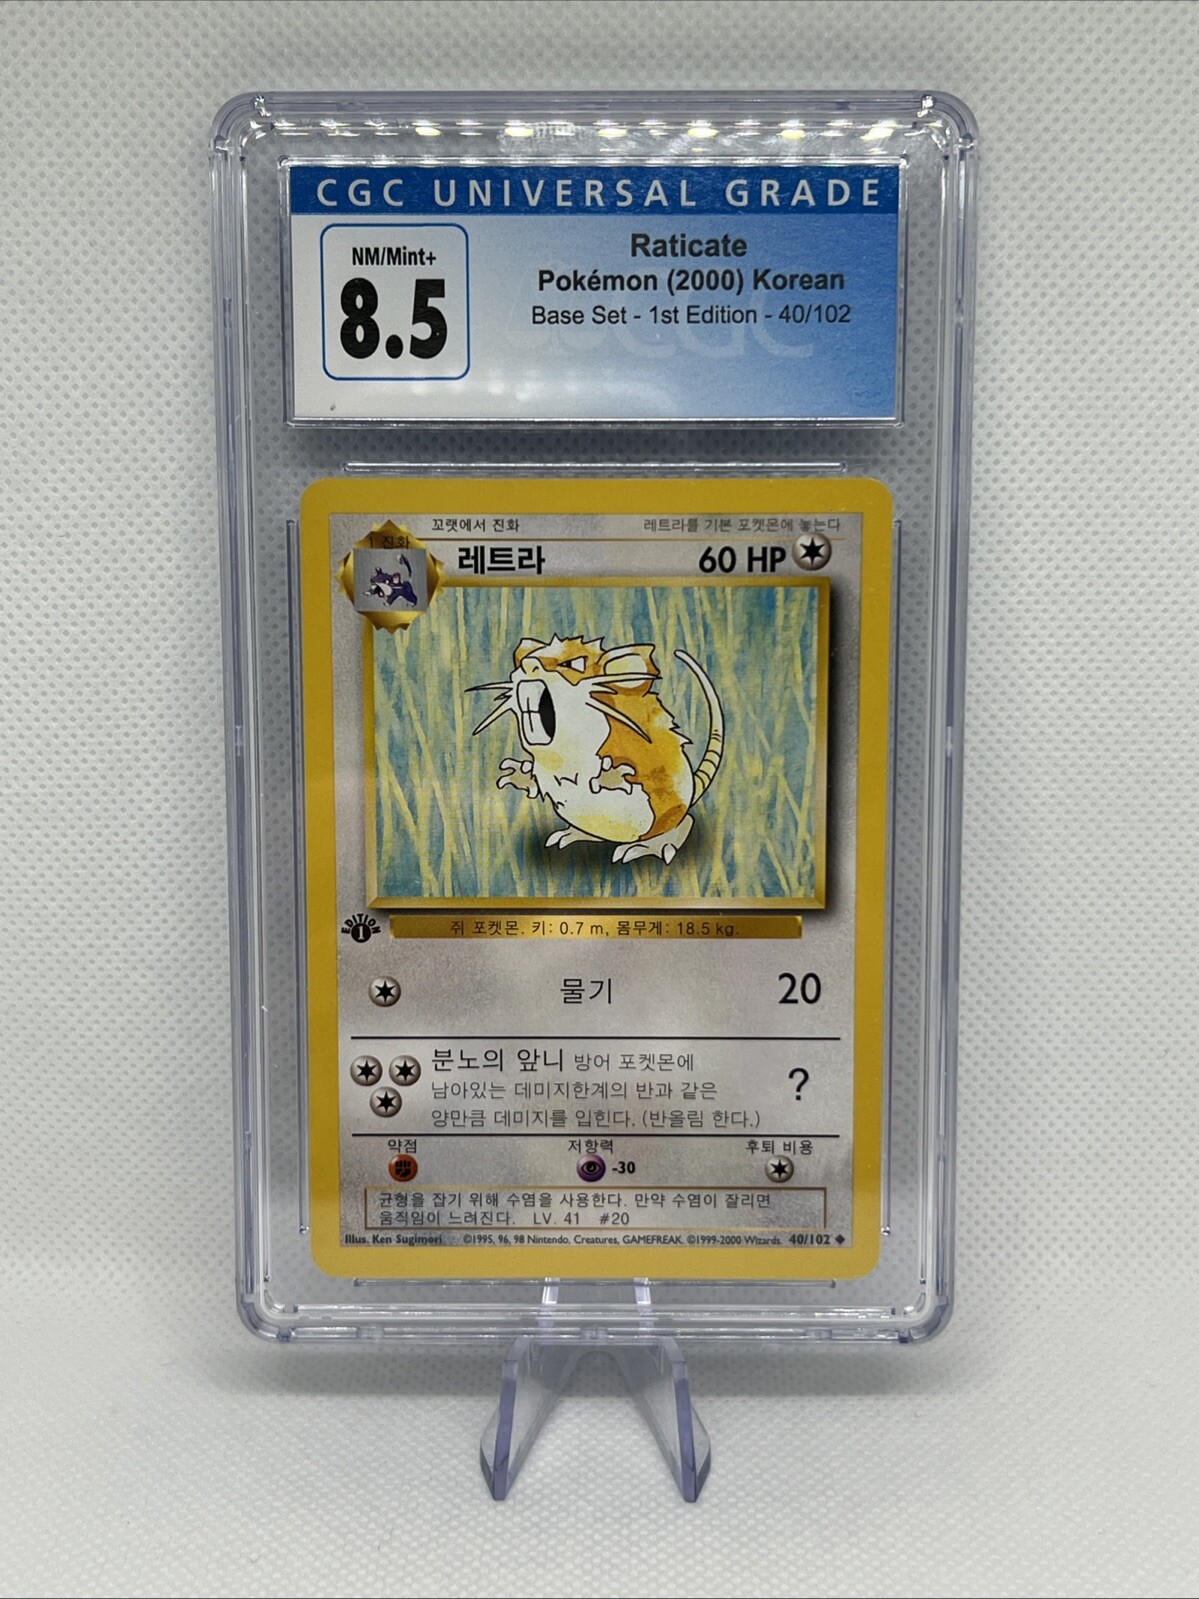 CGC UNIVERSAL GRADE
NM/Mint+
8.5
Raticate
Pokémon (2000) Korean
Base Set - 1st Edition - 40/102
꼬랫에서 진화
레트라를 기본 포켓몬에 놓는다
1 진화
레트라
60 HP
EDITION
1
쥐 포켓몬. 키: 0.7 m, 몸무게: 18.5 kg.
물기
20
분노의 앞니 방어 포켓몬에
남아있는 데미지한계의 반과 같은
양만큼 데미지를 입힌다. (반올림 한다.)
?
약점
저항력
후퇴 비용
-30
균형을 잡기 위해 수염을 사용한다. 만약 수염이 잘리면
움직임이 느려진다. LV. 41 #20
Illus. Ken Sugimori ©1995, 96, 98 Nintendo, Creatures, GAMEFREAK. ©1999-2000 Wizards. 40/102